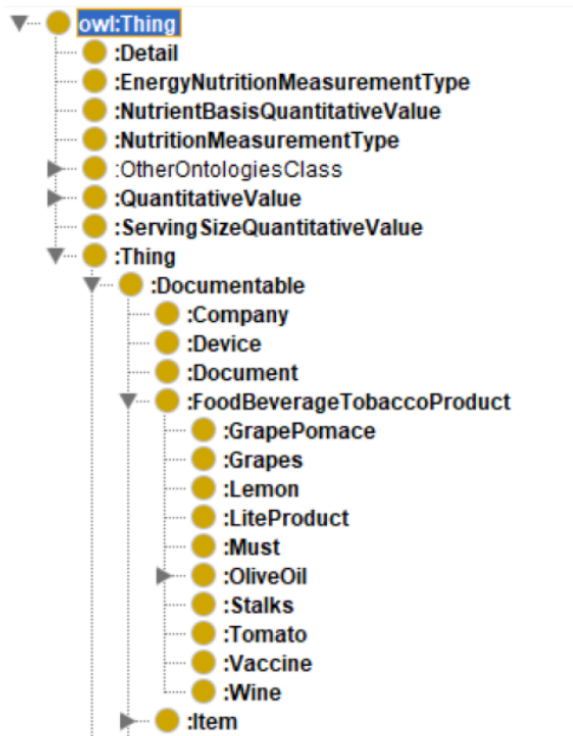 owl:Thing
:Detail
:EnergyNutritionMeasurementType
:NutrientBasisQuantitativeValue
:NutritionMeasurementType
:OtherOntologiesClass
:QuantitativeValue
:ServingSizeQuantitativeValue
:Thing
:Documentable
:Company
:Device
:Document
:FoodBeverageTobaccoProduct
:GrapePomace
:Grapes
:Lemon
:LiteProduct
:Must
:OliveOil
:Stalks
:Tomato
:Vaccine
:Wine
:Item